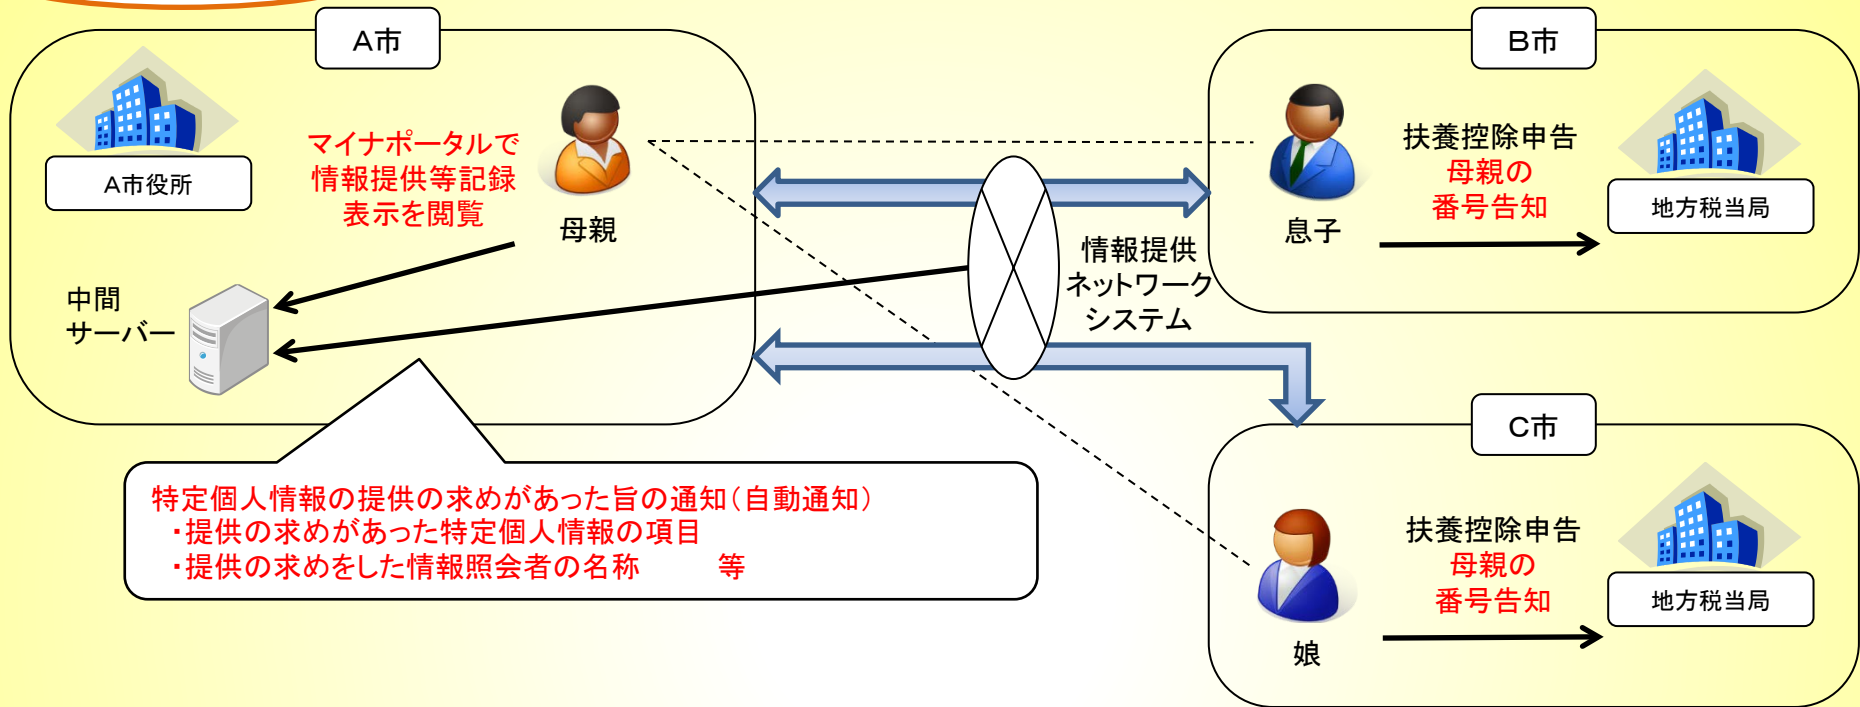 A市
A市役所
マイナポータルで
情報提供等記録
表示を閲覧
母親
中間
サーバー
特定個人情報の提供の求めがあった旨の通知（自動通知）
・提供の求めがあった特定個人情報の項目
・提供の求めをした情報照会者の名称　　等
情報提供
ネットワーク
システム
B市
息子
扶養控除申告
母親の
番号告知
地方税当局
C市
娘
扶養控除申告
母親の
番号告知
地方税当局